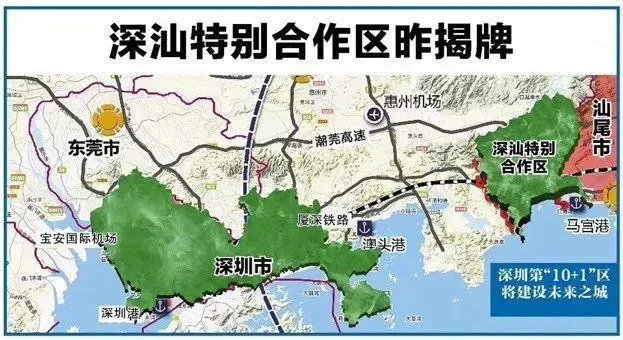 深汕特别合作区昨揭牌
惠州机场
潮莞高速
东莞市
深汕特别
合作区
汕尾市
厦深铁路
澳头港
马宫港
宝安国际机场
深圳市
深圳港
深圳第“10+1”区
将建设未来之城